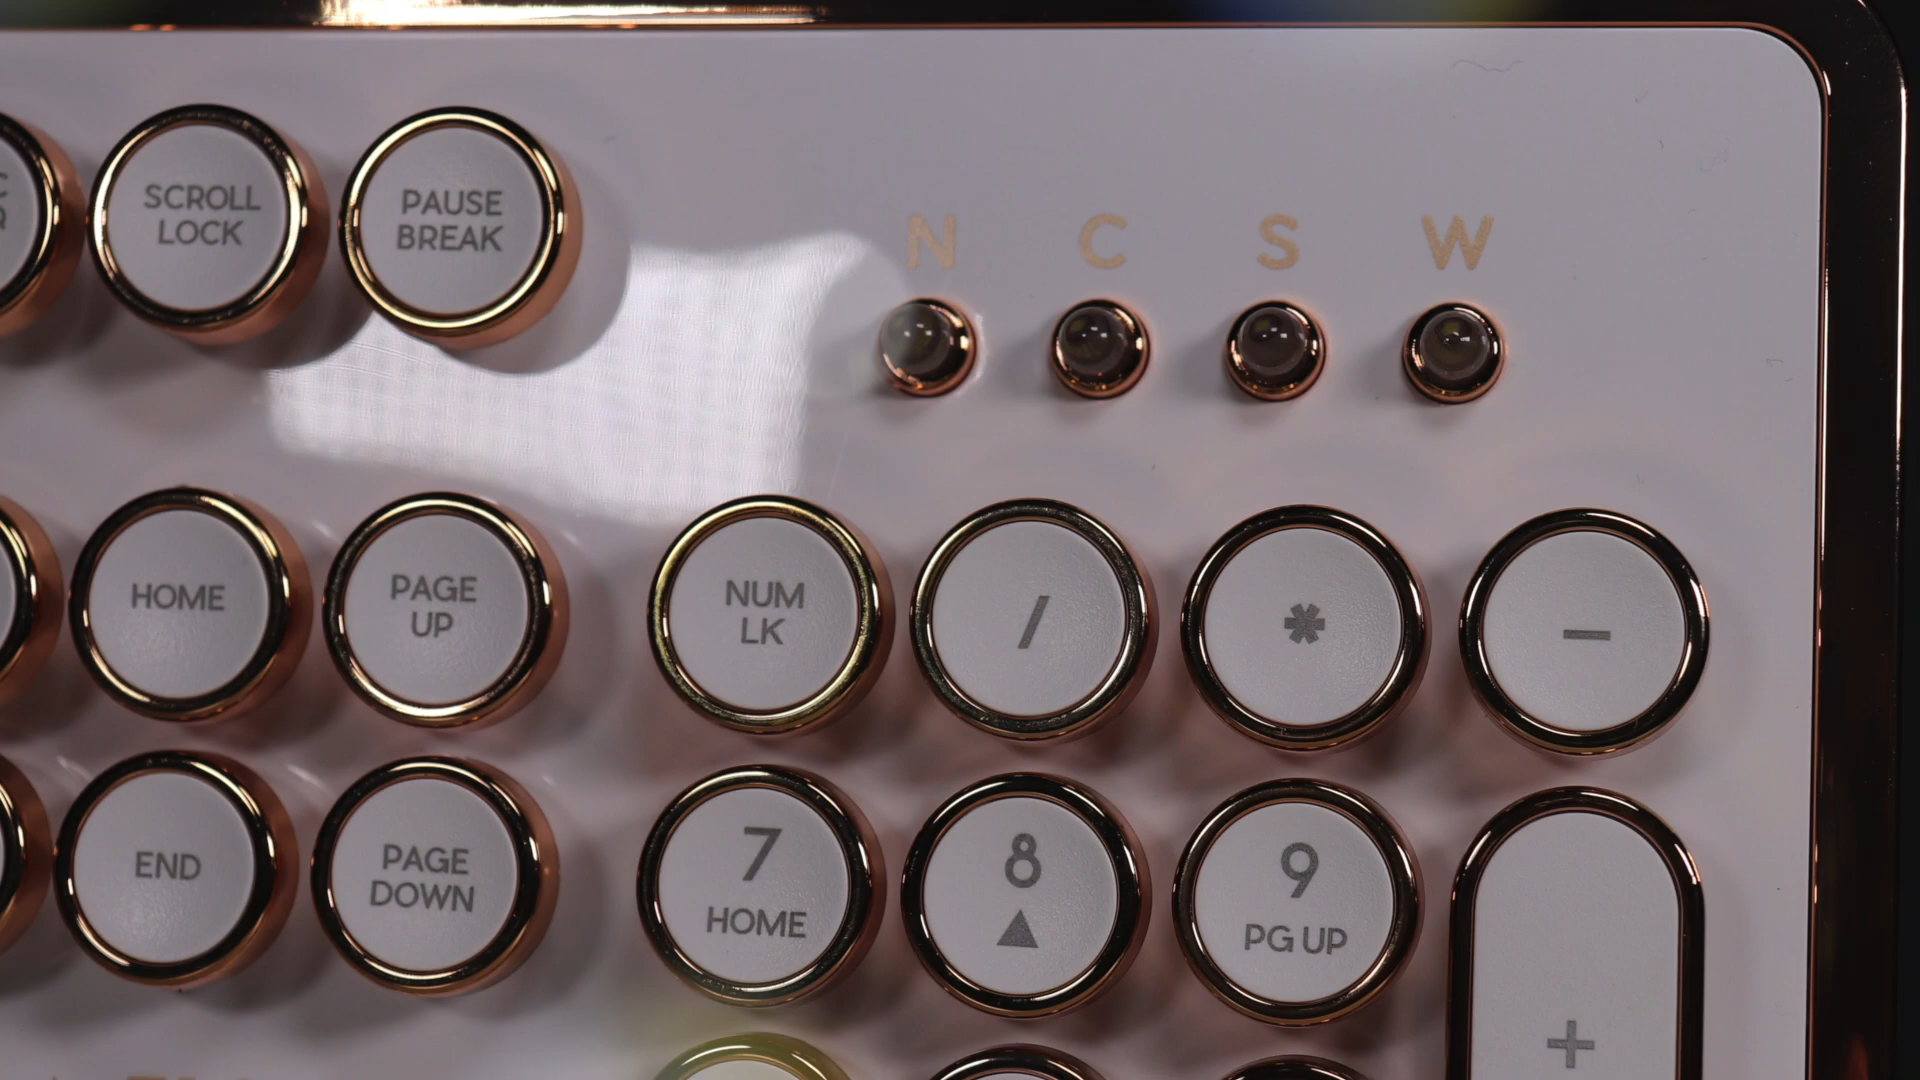 SCROLL
LOCK
PAUSE
BREAK
N C S W
HOME
PAGE
UP
NUM
LK
/
*
-
END
PAGE
DOWN
7
HOME
8
▲
9
PG UP
+